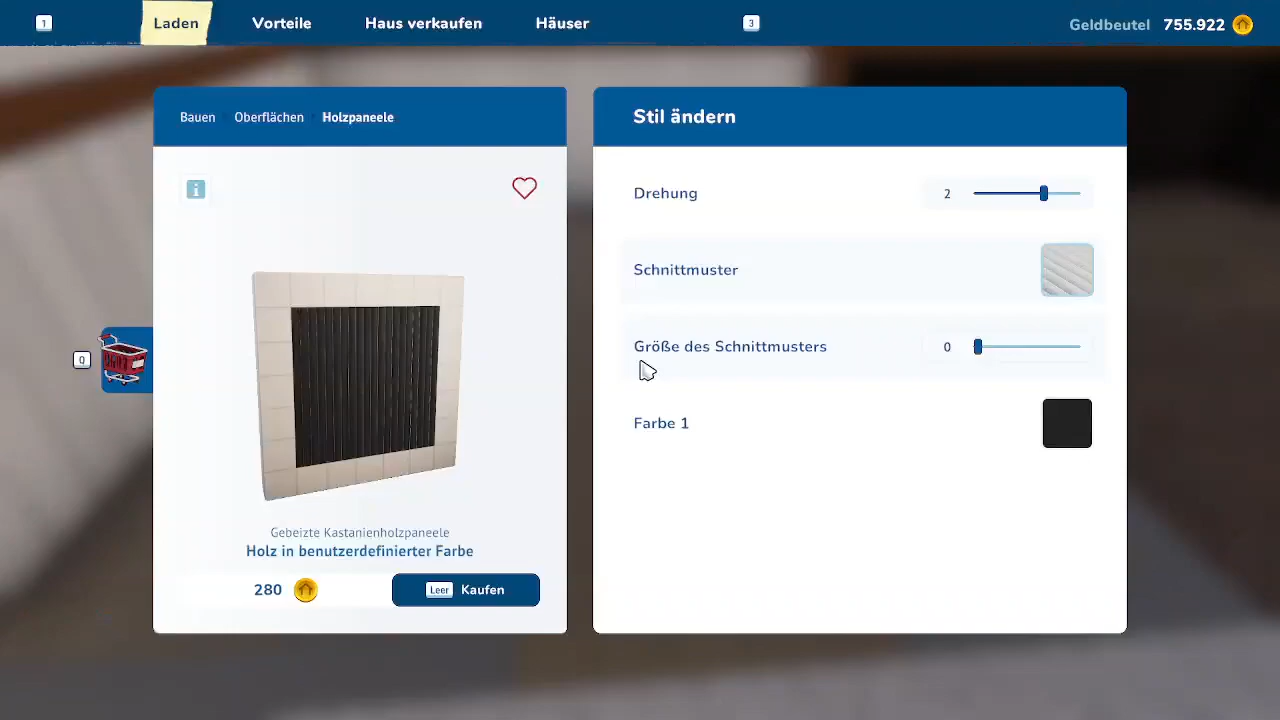 1 Laden Vorteile Haus verkaufen Häuser 3 Geldbeutel 755.922
Bauen Oberflächen Holzpaneele
Stil ändern
Drehung 2
Schnittmuster
Q
Größe des Schnittmusters 0
Farbe 1
Gebeizte Kastanienholzpaneele
Holz in benutzerdefinierter Farbe
280 Leer Kaufen